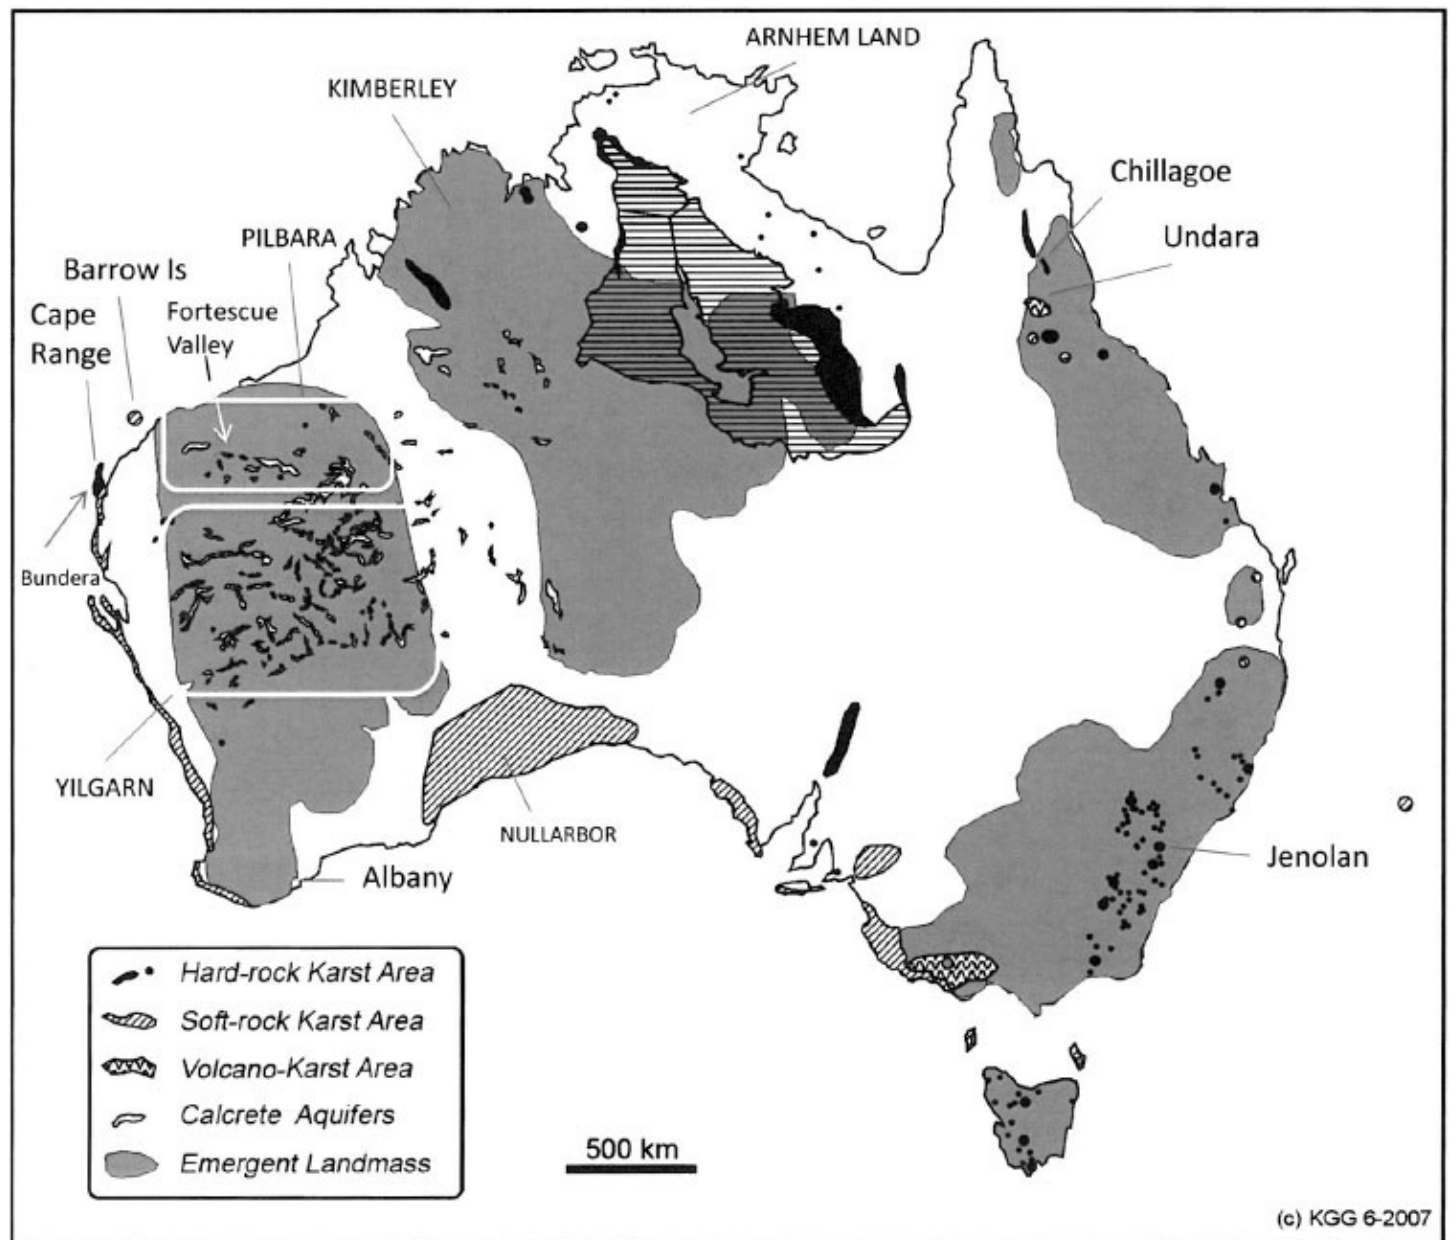 ARNHEM LAND
KIMBERLEY
Chillagoe
PILBARA
Undara
Barrow Is
Cape
Range
Fortescue
Valley
Bundera
YILGARN
NULLARBOR
Albany
Jenolan
Hard-rock Karst Area
Soft-rock Karst Area
Volcano-Karst Area
Calcrete Aquifers
Emergent Landmass
500 km
(c) KGG 6-2007